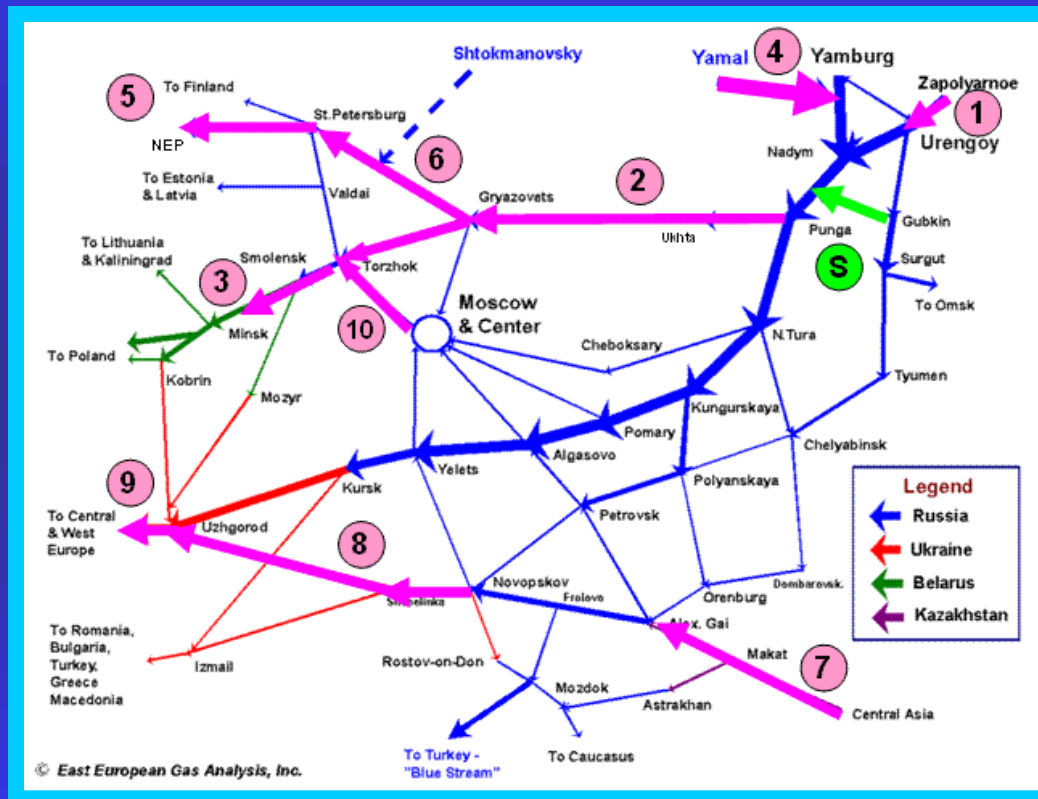 Shtokmanovsky
4
Yamal
Yamburg
Zapolyarnoe
1
Urengoy
5
To Finland
St.Petersburg
NEP
6
Nadym
2
To Estonia
& Latvia
Valdai
Gryazovets
Ukhta
Punga
Gubkin
To Lithuania
& Kaliningrad
Smolensk
Torzhok
S
Surgut
3
To Omsk
10
Moscow
& Center
Minsk
N.Tura
To Poland
Cheboksary
Kobrin
Mozyr
Tyumen
Kungurskaya
Pomary
Chelyabinsk
Algasovo
Yelets
Kursk
Polyanskaya
9
Legend
Russia
Ukraine
Belarus
Kazakhstan
To Central
& West
Europe
Uzhgorod
8
Petrovsk
Novopskov
Frolovo
Orenburg
Dombarovsk.
Alex. Gai
To Romania,
Bulgaria,
Turkey,
Greece
Macedonia
Izmail
Rostov-on-Don
Makat
7
Mozdok
Astrakhan
Central Asia
To Turkey -
"Blue Stream"
To Caucasus
© East European Gas Analysis, Inc.